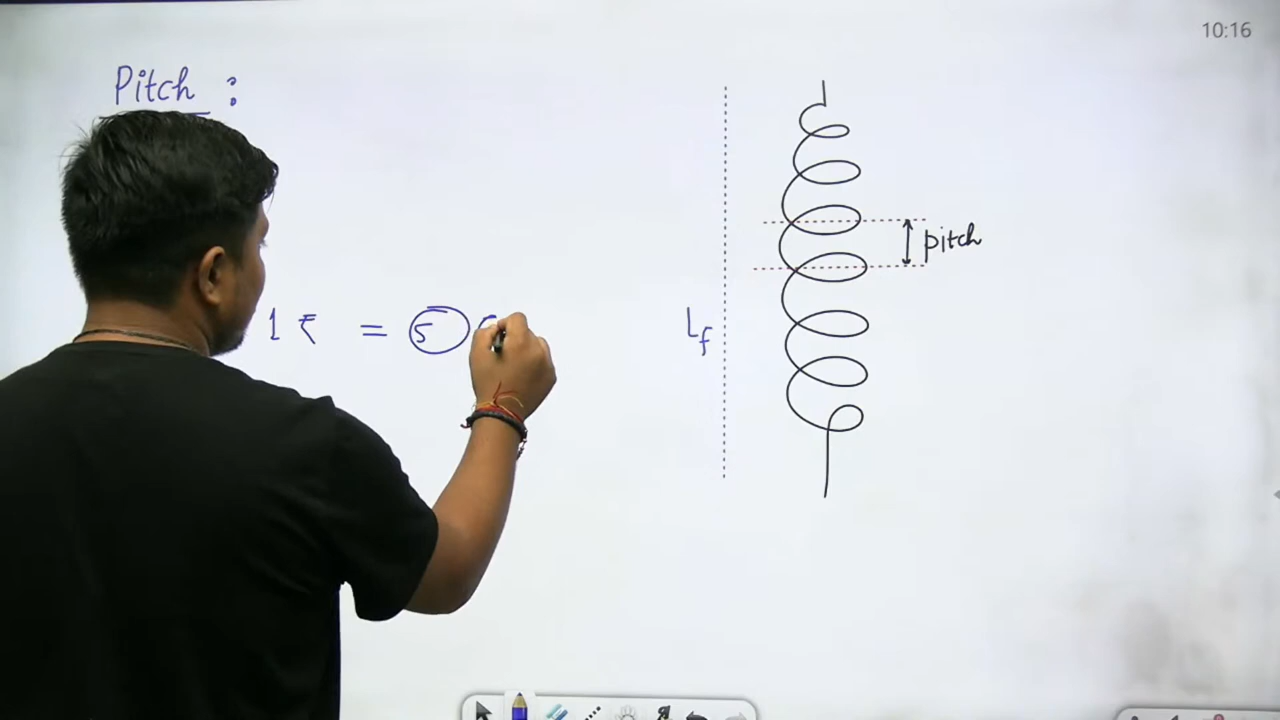 10:16
Pitch :
pitch
1 ₹ = 5
Lf